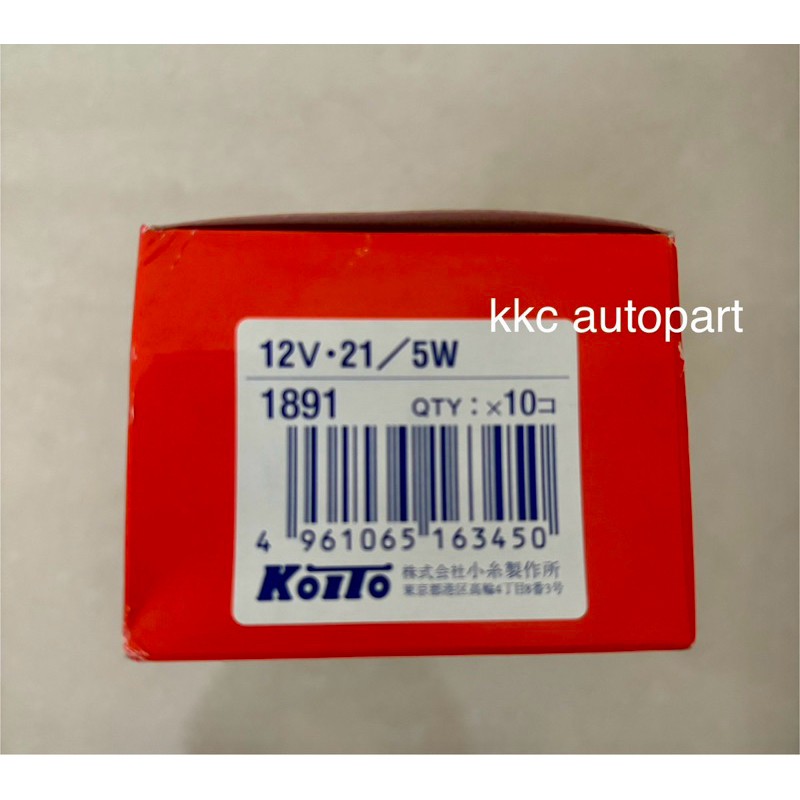 kkc autopart
12V・21／5W
1891 QTY：×10コ
4 961065 163450
KOITO 株式会社小糸製作所
東京都港区高輪4丁目8番3号